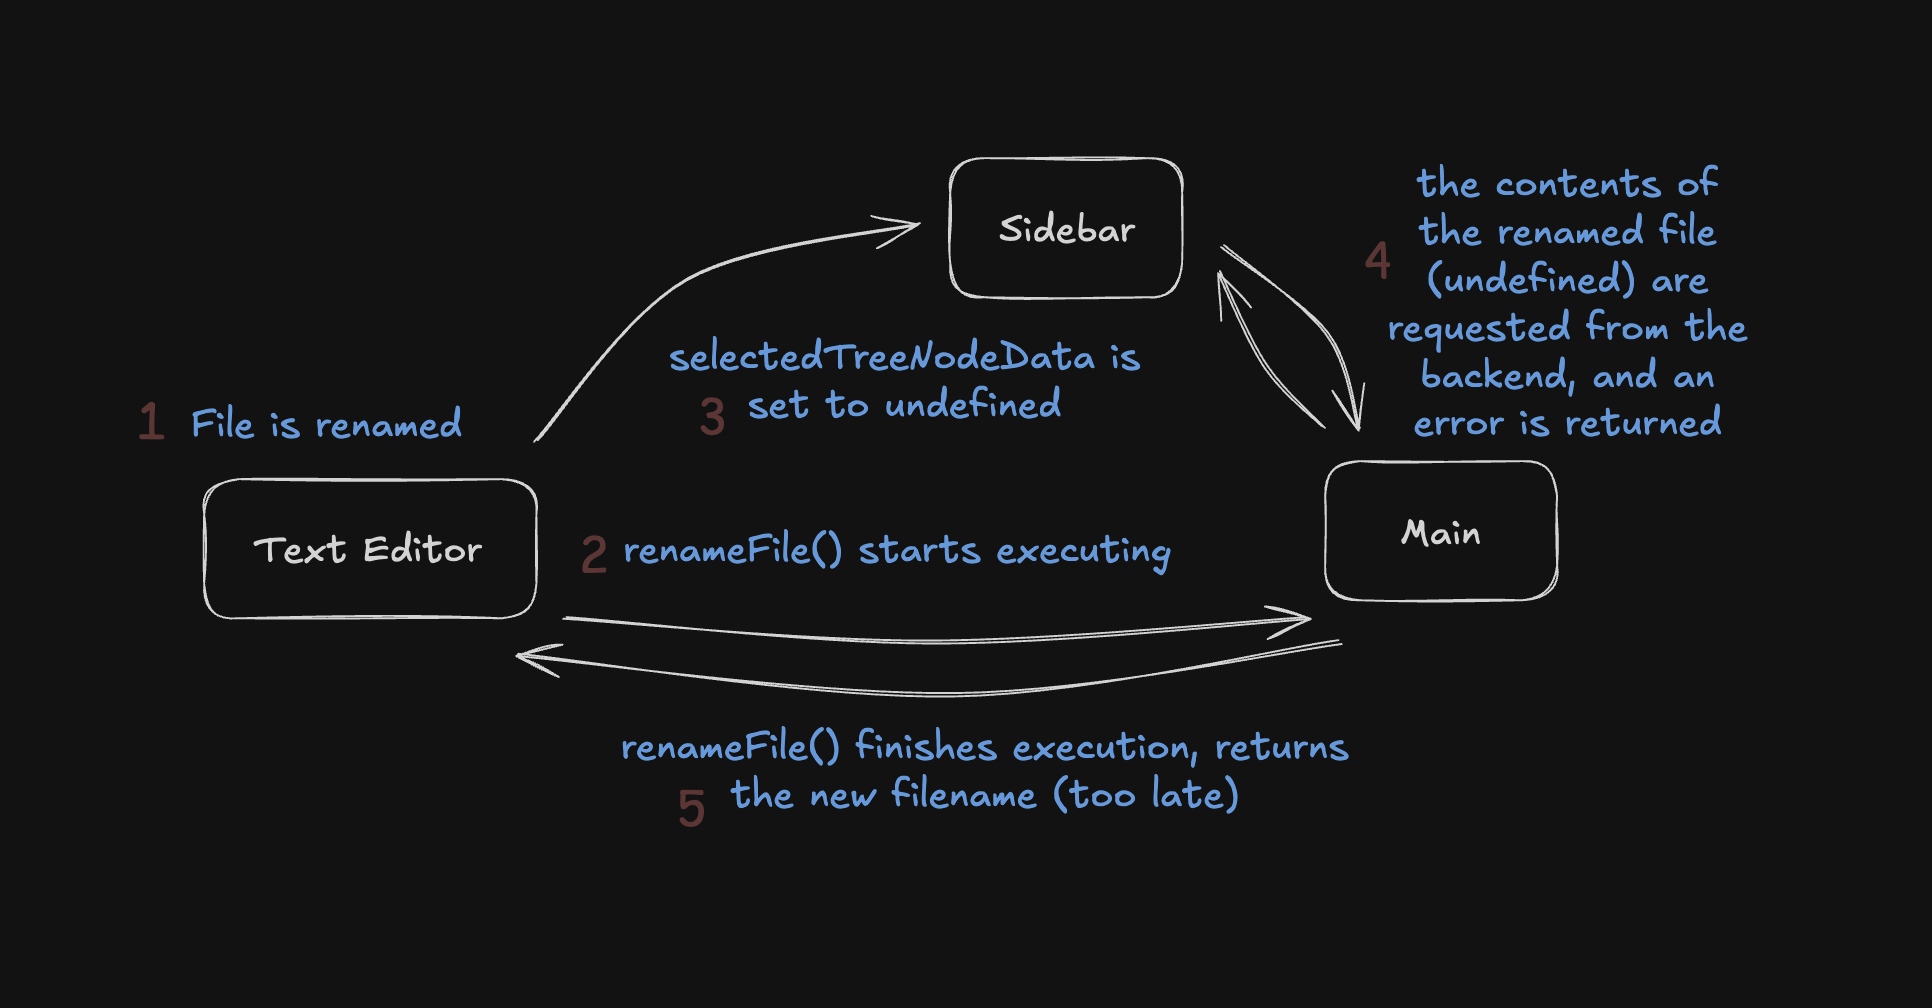 Sidebar
4
the contents of
the renamed file
(undefined) are
requested from the
backend, and an
error is returned
3
selectedTreeNodeData is
set to undefined
1 File is renamed
Text Editor
2 renameFile() starts executing
Main
renameFile() finishes execution, returns
5 the new filename (too late)